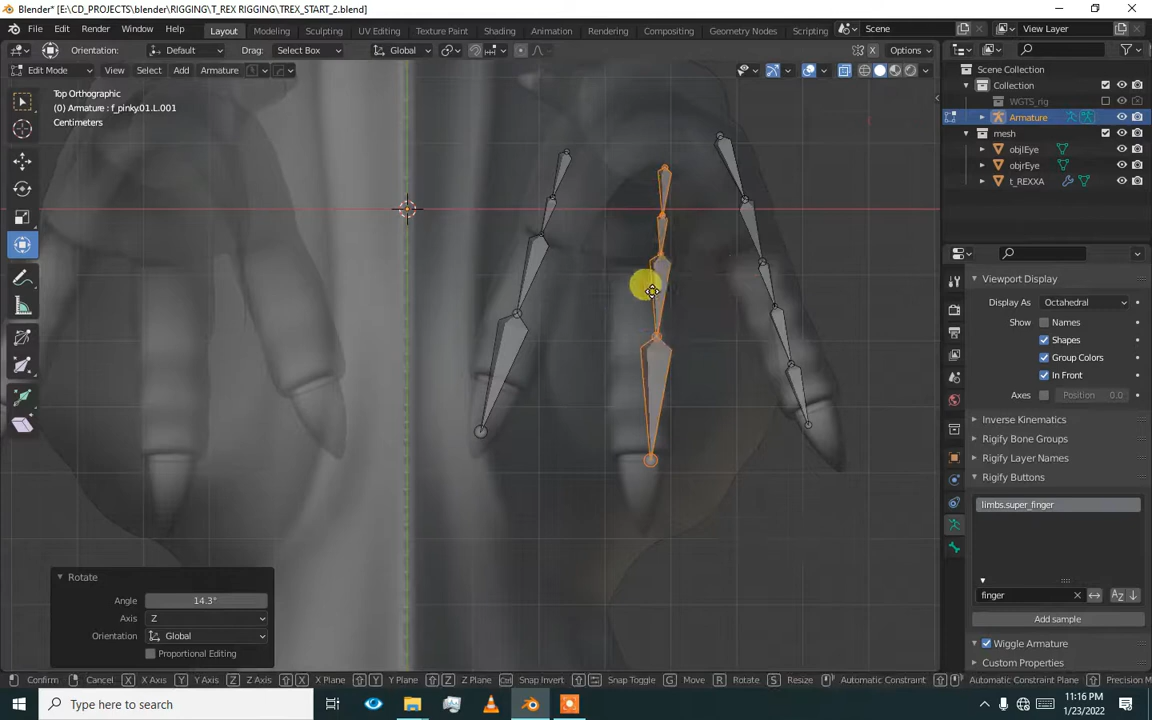 Blender* [E:\CD_PROJECTS\blender\RIGGING\T_REX RIGGING\TREX_START_2.blend]
File Edit Render Window Help Layout Modeling Sculpting UV Editing Texture Paint Shading Animation Rendering Compositing Geometry Nodes Scripting Scene View Layer
Orientation: Default Drag: Select Box Global Options
Edit Mode View Select Add Armature
Top Orthographic
(0) Armature : f_pinky.01.L.001
Centimeters
Scene Collection
Collection
WGTS_rig
Armature
mesh
objlEye
objrEye
t_REXXA
Viewport Display
Display As Octahedral
Show Names
Shapes
Group Colors
In Front
Axes Position 0.0
Inverse Kinematics
Rigify Bone Groups
Rigify Layer Names
Rigify Buttons
limbs.super_finger
finger
Add sample
Wiggle Armature
Custom Properties
Rotate
Angle 14.3°
Axis Z
Orientation Global
Proportional Editing
Confirm Cancel X X Axis Y Y Axis Z Z Axis X X Plane Y Y Plane Z Z Plane Snap Invert Snap Toggle G Move R Rotate S Resize Automatic Constraint Automatic Constraint Plane Precision M
Type here to search
11:16 PM
1/23/2022